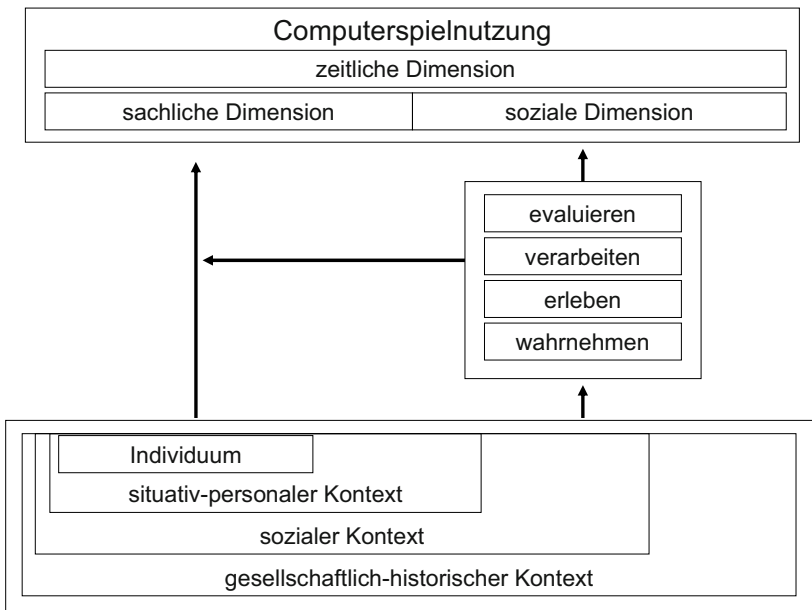 Computerspielnutzung
zeitliche Dimension
sachliche Dimension
soziale Dimension
evaluieren
verarbeiten
erleben
wahrnehmen
Individuum
situativ-personaler Kontext
sozialer Kontext
gesellschaftlich-historischer Kontext